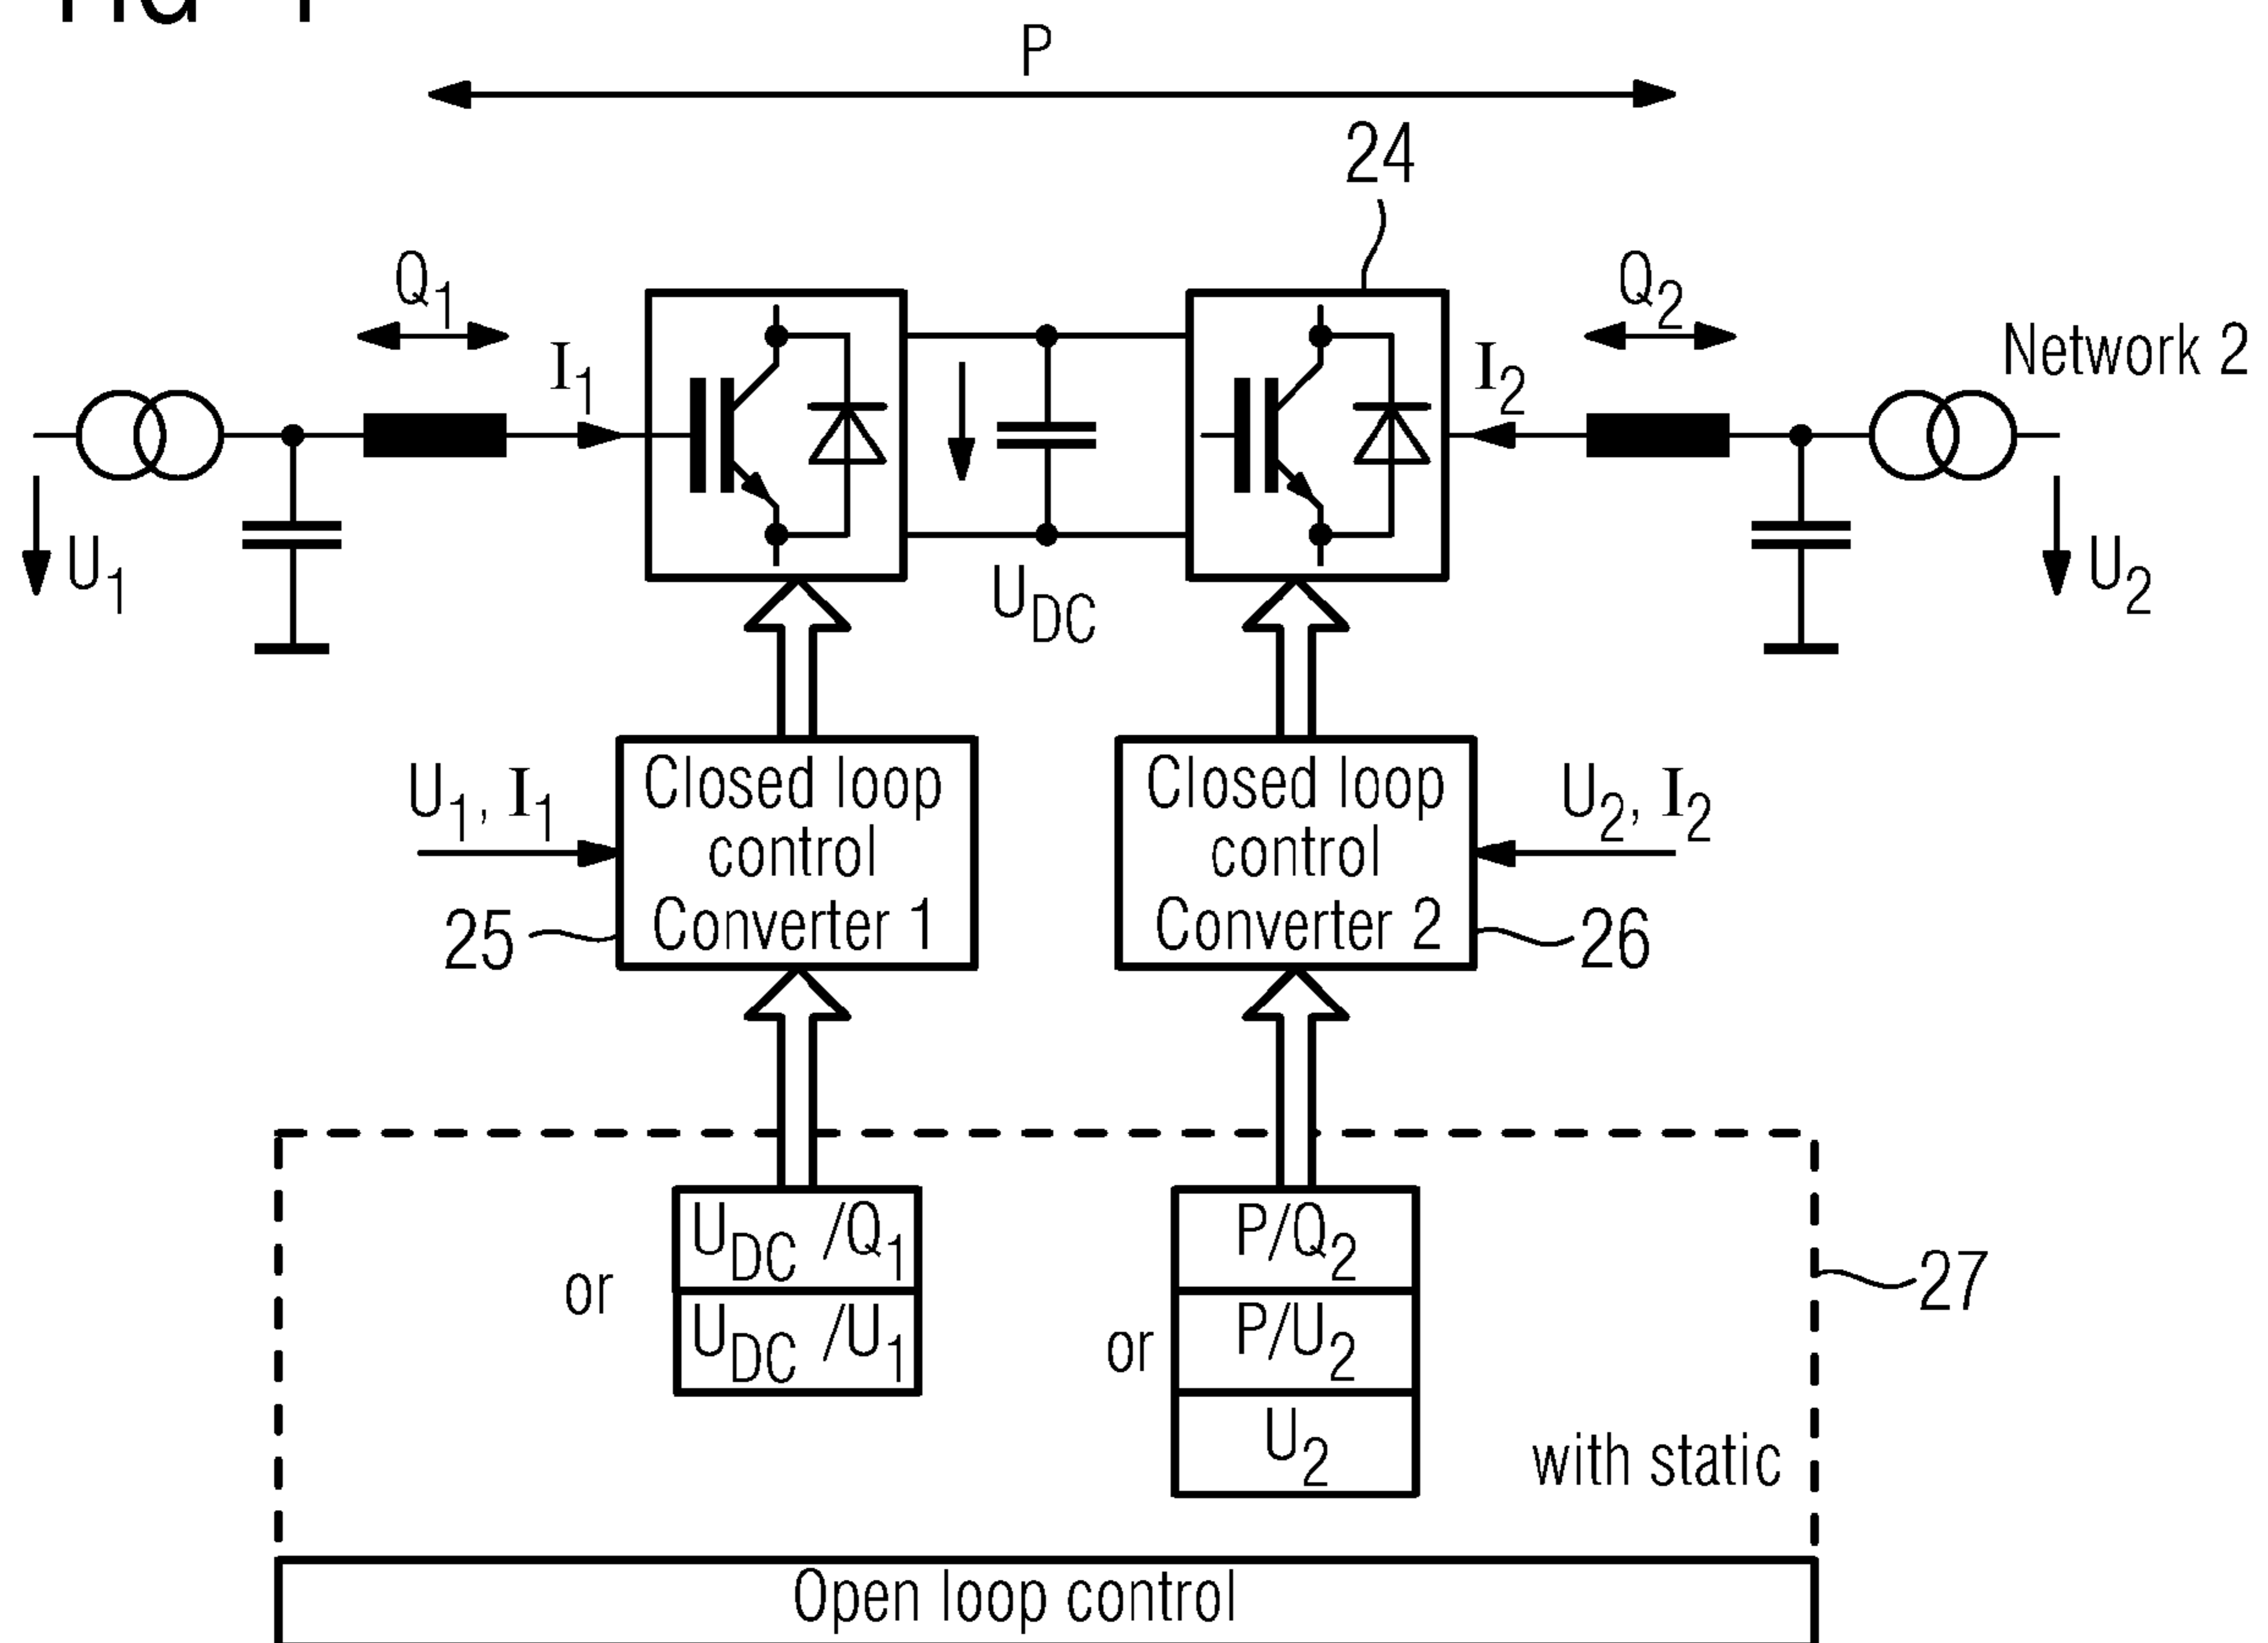 P
24
Q1
Q2
I1
I2
Network 2
U1
UDC
U2
U1, I1
Closed loop
control
Converter 1
Closed loop
control
Converter 2
U2, I2
25
26
UDC /Q1
or
UDC /U1
P/Q2
or
P/U2
U2
27
with static
Open loop control